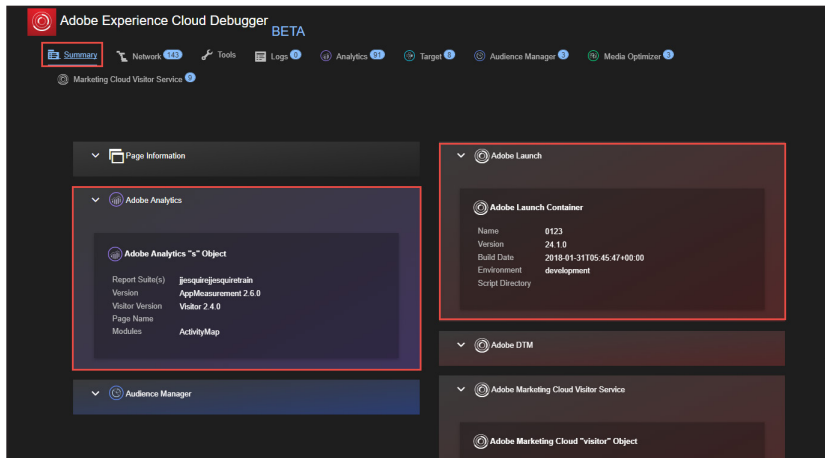 Adobe Experience Cloud Debugger BETA
Summary Network 143 Tools Logs 0 Analytics 91 Target Audience Manager 3 Media Optimizer 3
Marketing Cloud Visitor Service 9
Page Information
Adobe Analytics
Adobe Analytics "s" Object
Report Suite(s) jjesquirejjesquiretrain
Version AppMeasurement 2.6.0
Visitor Version Visitor 2.4.0
Page Name
Modules ActivityMap
Audience Manager
Adobe Launch
Adobe Launch Container
Name 0123
Version 24.1.0
Build Date 2018-01-31T05:45:47+00:00
Environment development
Script Directory
Adobe DTM
Adobe Marketing Cloud Visitor Service
Adobe Marketing Cloud "visitor" Object